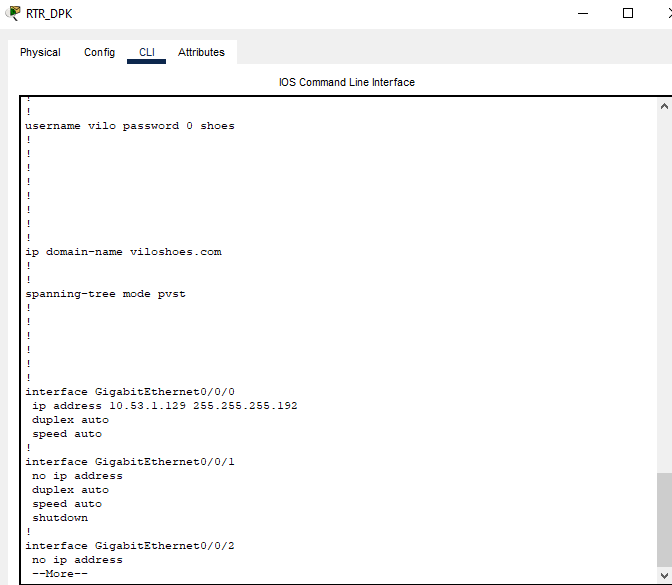 RTR_DPK
Physical Config CLI Attributes
IOS Command Line Interface
!
!
username vilo password 0 shoes
!
!
!
!
!
!
!
!
ip domain-name viloshoes.com
!
!
spanning-tree mode pvst
!
!
!
!
!
!
interface GigabitEthernet0/0/0
 ip address 10.53.1.129 255.255.255.192
 duplex auto
 speed auto
!
interface GigabitEthernet0/0/1
 no ip address
 duplex auto
 speed auto
 shutdown
!
interface GigabitEthernet0/0/2
 no ip address
 --More--